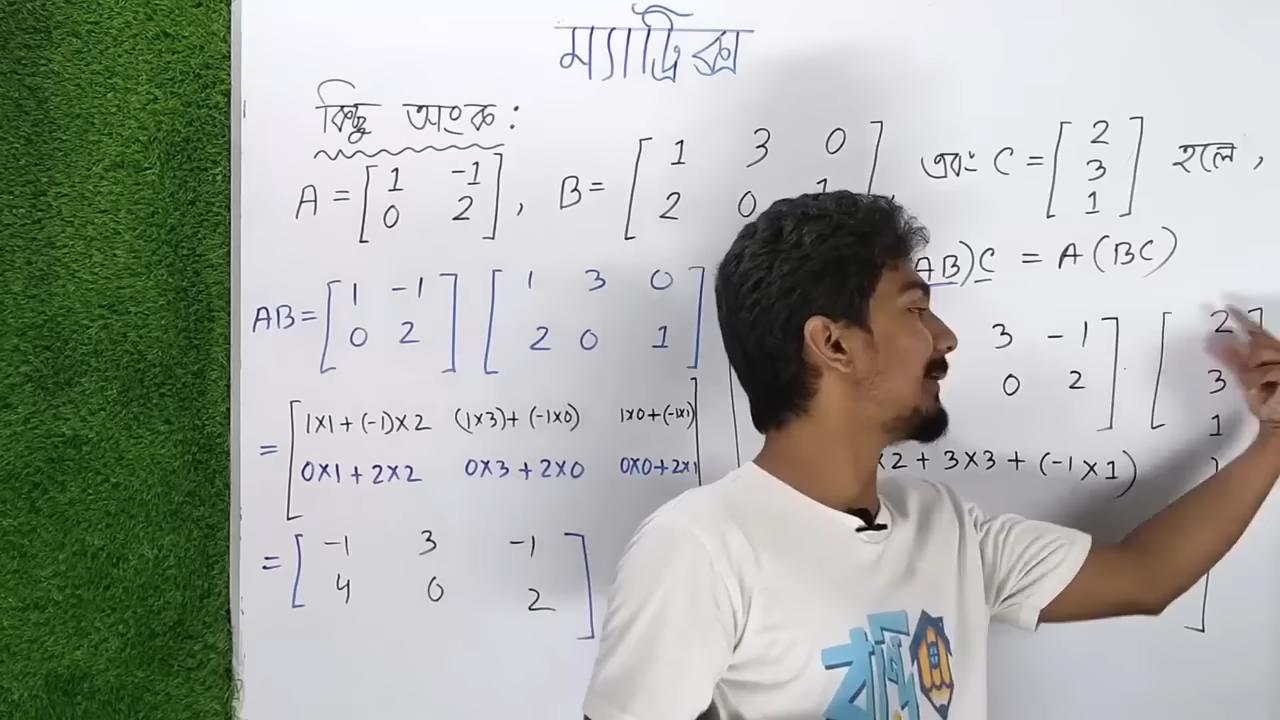 ম্যাট্রিক্স
কিছু অংক :
A = [ 1 -1 ; 0 2 ] , B = [ 1 3 0 ; 2 0 1 ] , এবং C = [ 2 ; 3 ; 1 ] হলে ,
AB)C = A(BC)
AB = [ 1 -1 ; 0 2 ] [ 1 3 0 ; 2 0 1 ]
3 -1 ] . [ 2
0 2 ] 3
1
= [ 1×1+(-1)×2 (1×3)+(-1×0) 1×0+(-1×1)
0×1+2×2 0×3+2×0 0×0+2×1 ]
×2+3×3+(-1×1)
= [ -1 3 -1
4 0 2 ]